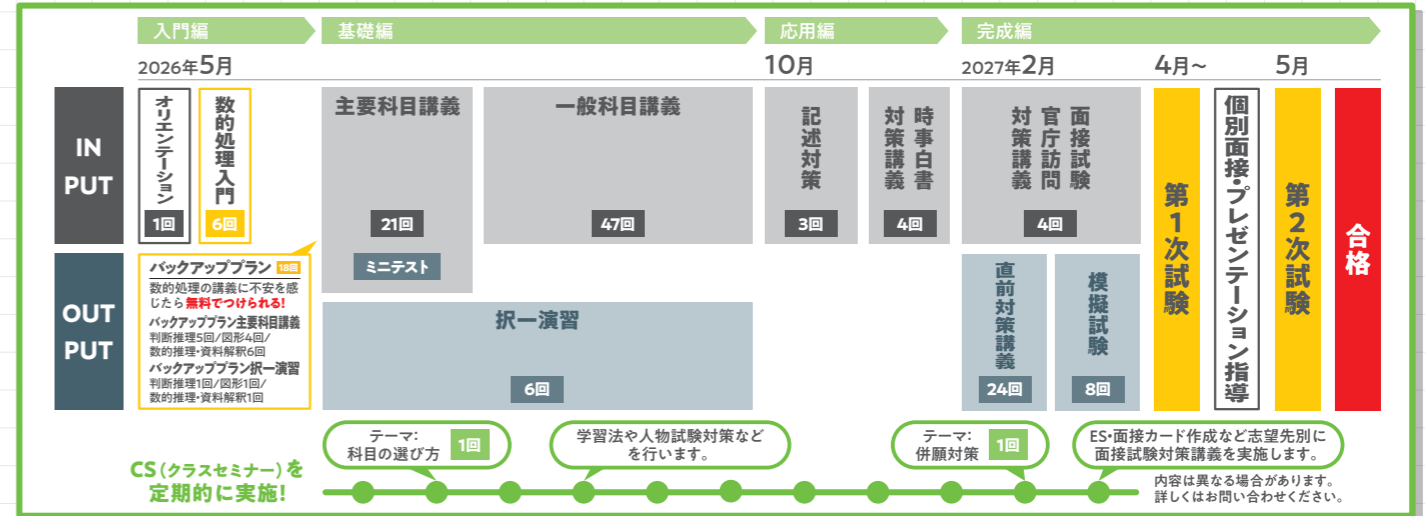 入門編
基礎編
応用編
完成編
2026年5月
10月
2027年2月
4月～
5月
IN
PUT
オリエンテーション
1回
数的処理入門
6回
主要科目講義
21回
ミニテスト
一般科目講義
47回
記述対策
3回
時事白書
対策講義
4回
面接試験
官庁訪問
対策講義
4回
第1次試験
個別面接・プレゼンテーション指導
第2次試験
合格
OUT
PUT
バックアッププラン 18回
数的処理の講義に不安を感
じたら無料でつけられる!
バックアッププラン主要科目講義
判断推理5回/図形4回/
数的推理・資料解釈6回
バックアッププラン択一演習
判断推理1回/図形1回/
数的推理・資料解釈1回
択一演習
6回
直前対策講義
24回
模擬試験
8回
CS(クラスセミナー)を
定期的に実施!
テーマ:
科目の選び方
1回
学習法や人物試験対策など
を行います。
テーマ:
併願対策
1回
ES・面接カード作成など志望先別に
面接試験対策講義を実施します。
内容は異なる場合があります。
詳しくはお問い合わせください。